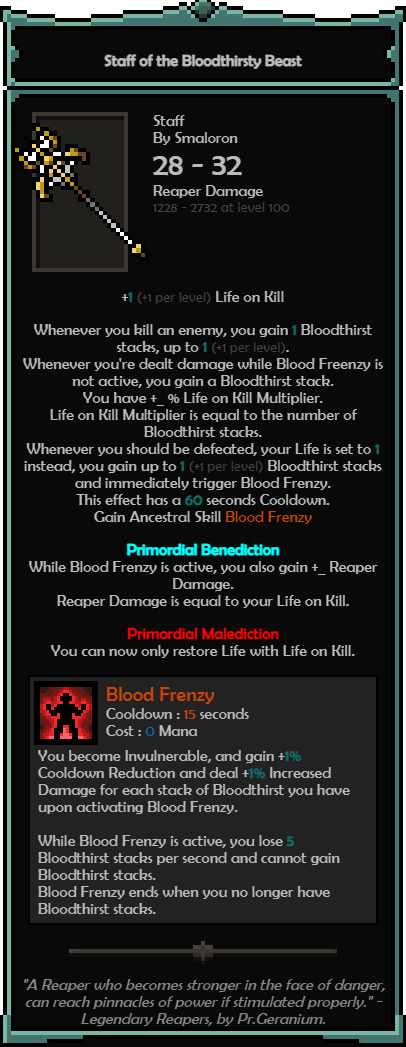 Staff of the Bloodthirsty Beast
Staff
By Smaloron
28 - 32
Reaper Damage
1228 - 2732 at level 100
+1 (+1 per level) Life on Kill
Whenever you kill an enemy, you gain 1 Bloodthirst
stacks, up to 1 (+1 per level).
Whenever you're dealt damage while Blood Freenzy is
not active, you gain a Bloodthirst stack.
You have +_ % Life on Kill Multiplier.
Life on Kill Multiplier is equal to the number of
Bloodthirst stacks.
Whenever you should be defeated, your Life is set to 1
instead, you gain up to 1 (+1 per level) Bloodthirst stacks
and immediately trigger Blood Frenzy.
This effect has a 60 seconds Cooldown.
Gain Ancestral Skill Blood Frenzy
Primordial Benediction
While Blood Frenzy is active, you also gain +_ Reaper
Damage.
Reaper Damage is equal to your Life on Kill.
Primordial Malediction
You can now only restore Life with Life on Kill.
Blood Frenzy
Cooldown : 15 seconds
Cost : 0 Mana
You become Invulnerable, and gain +1%
Cooldown Reduction and deal +1% Increased
Damage for each stack of Bloodthirst you have
upon activating Blood Frenzy.
While Blood Frenzy is active, you lose 5
Bloodthirst stacks per second and cannot gain
Bloodthirst stacks.
Blood Frenzy ends when you no longer have
Bloodthirst stacks.
"A Reaper who becomes stronger in the face of danger,
can reach pinnacles of power if stimulated properly." -
Legendary Reapers, by Pr.Geranium.